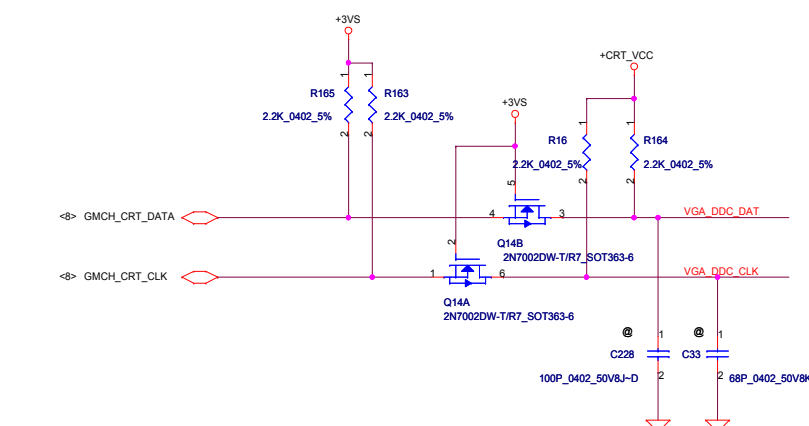 +3VS
+CRT_VCC
1
1
R165
R163
2.2K_0402_5%
2.2K_0402_5%
2
2
+3VS
1
1
R16
R164
2.2K_0402_5%
2.2K_0402_5%
2
2
5
<8> GMCH_CRT_DATA
4
3
VGA_DDC_DAT
Q14B
2N7002DW-T/R7_SOT363-6
2
<8> GMCH_CRT_CLK
1
6
VGA_DDC_CLK
Q14A
2N7002DW-T/R7_SOT363-6
@
1
@
1
C228
C33
2
2
100P_0402_50V8J~D
68P_0402_50V8K